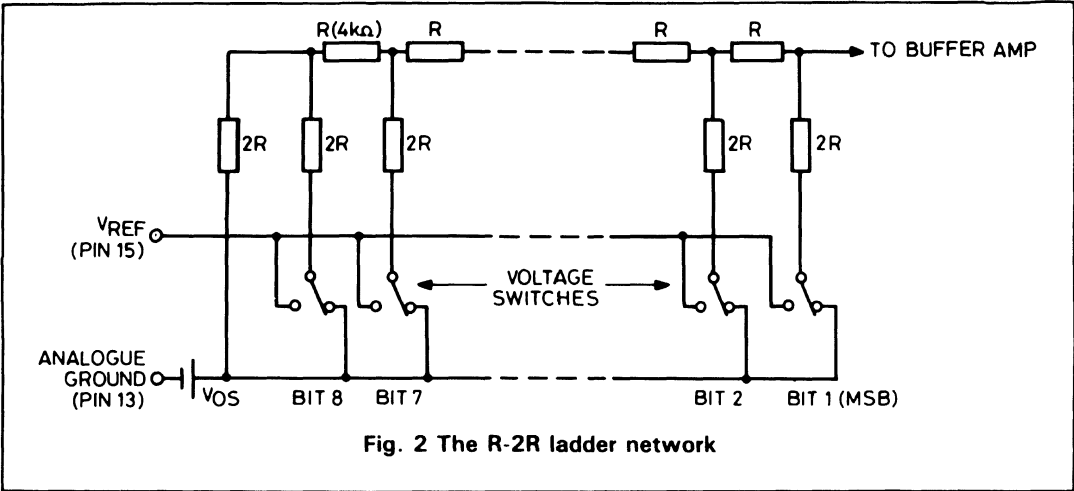 R(4kΩ) R R R
TO BUFFER AMP
2R 2R 2R 2R 2R
VREF
(PIN 15)
VOLTAGE
SWITCHES
ANALOGUE
GROUND
(PIN 13)
VOS BIT 8 BIT 7 BIT 2 BIT 1 (MSB)
Fig. 2 The R-2R ladder network